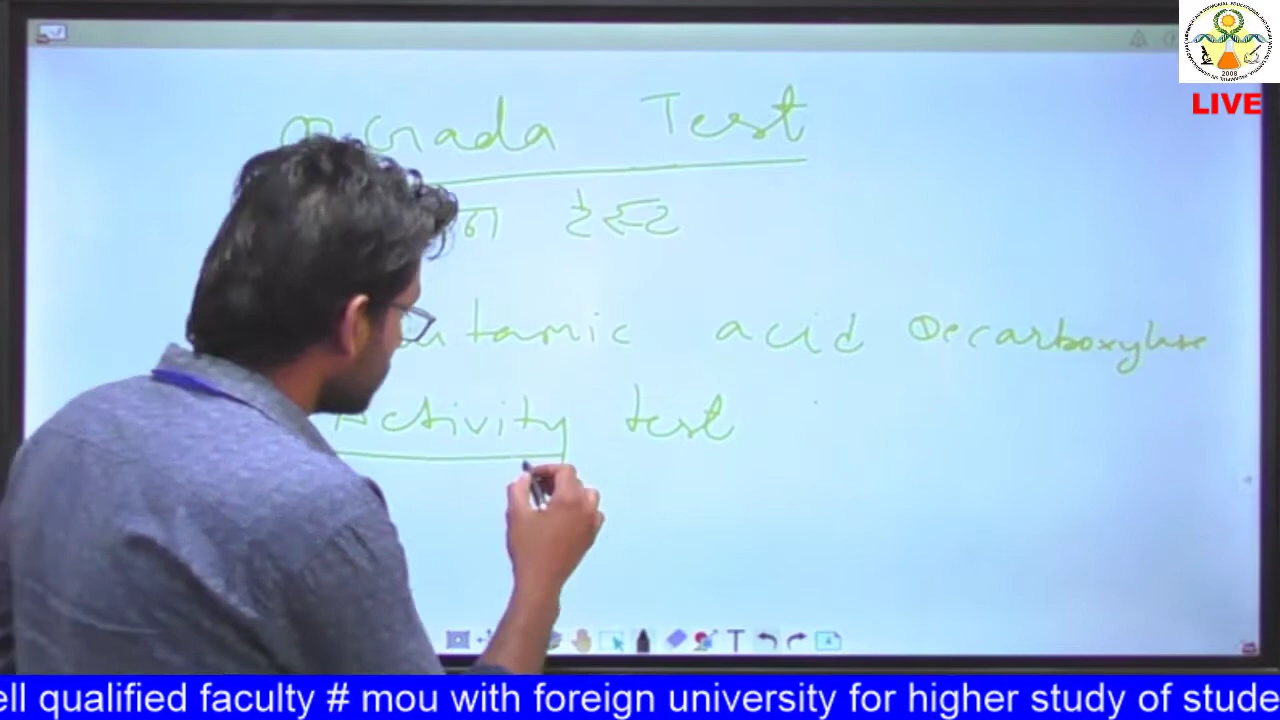 LIVE
2008
Gada Test
टेस्ट
acid Decarboxylase
Activity test
T
ell qualified faculty # mou with foreign university for higher study of stude